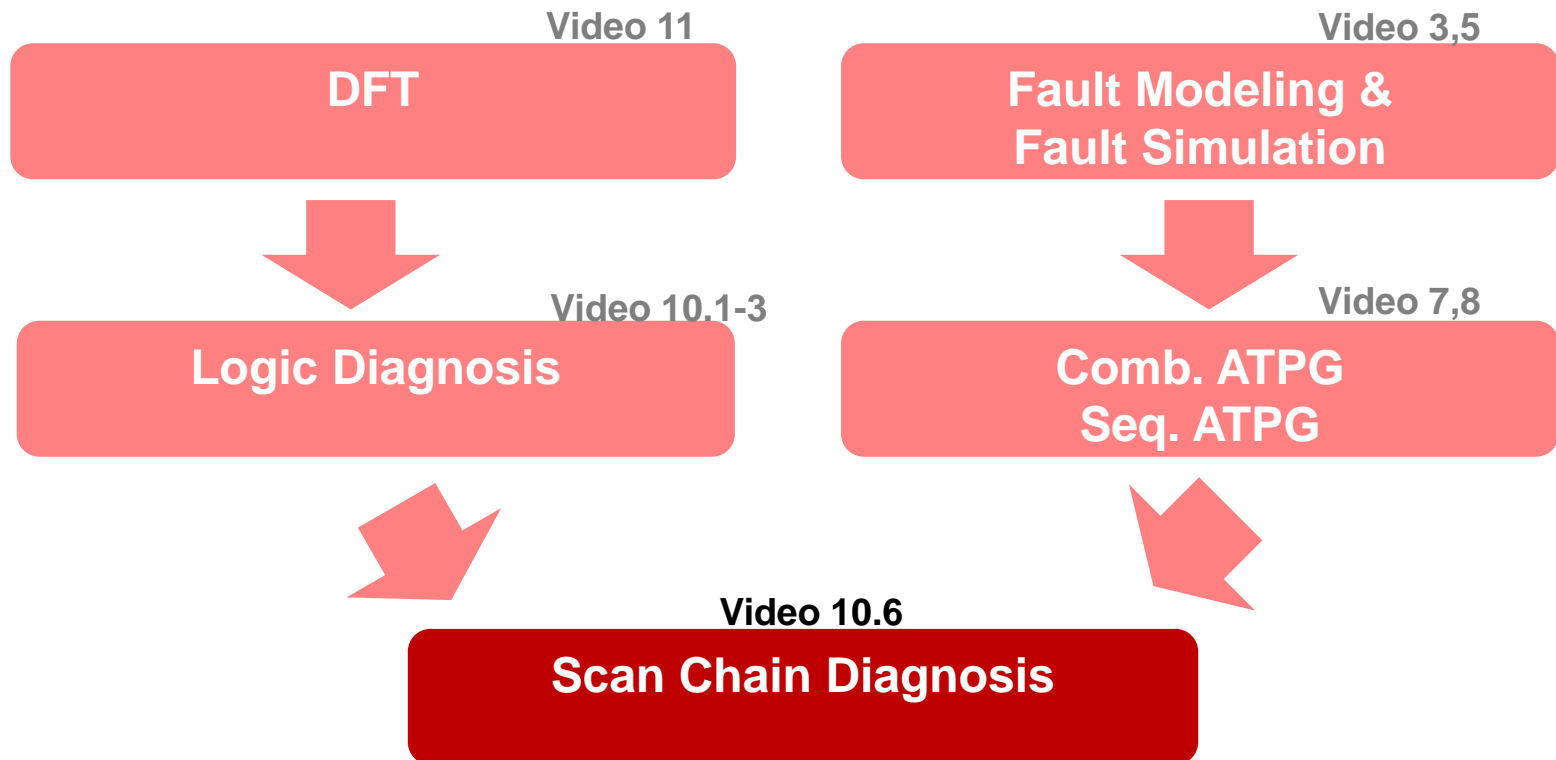 Video 11
DFT
Video 3,5
Fault Modeling &
Fault Simulation
Video 10.1-3
Logic Diagnosis
Video 7,8
Comb. ATPG
Seq. ATPG
Video 10.6
Scan Chain Diagnosis